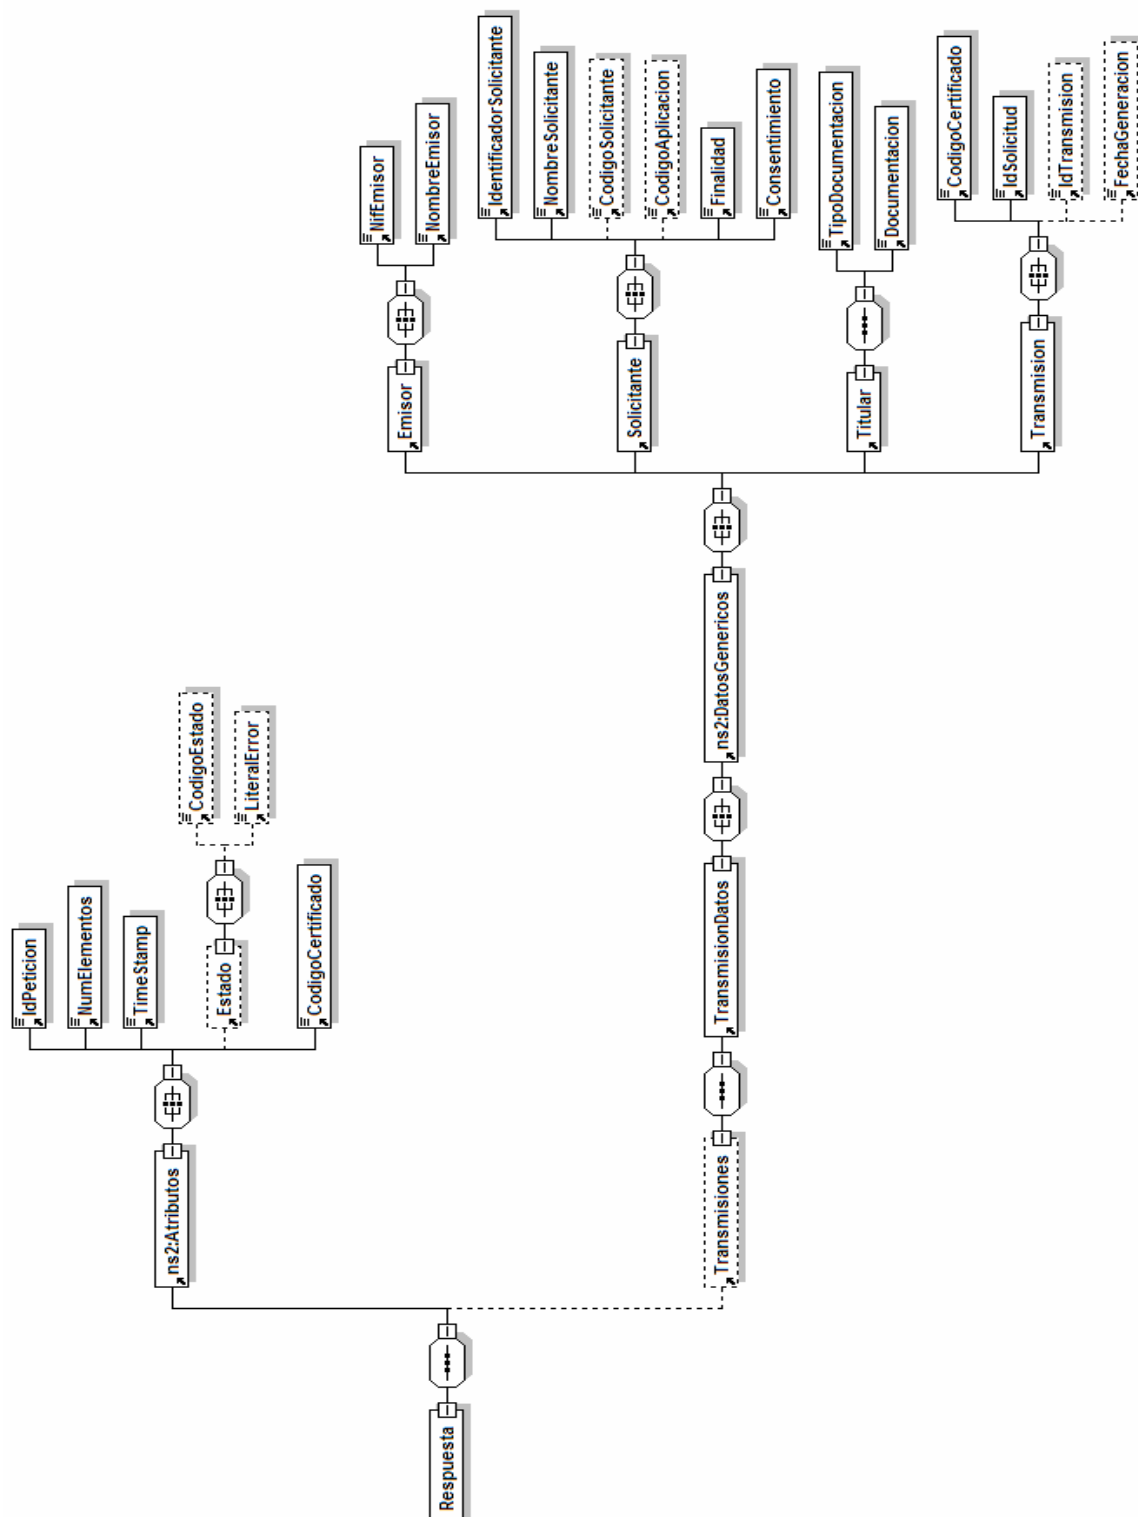 Respuesta
ns2:Atributos
IdPeticion
NumElementos
TimeStamp
Estado
CodigoEstado
LiteralError
CodigoCertificado
Transmisiones
TransmisionDatos
ns2:DatosGenericos
Emisor
NifEmisor
NombreEmisor
Solicitante
IdentificadorSolicitante
NombreSolicitante
CodigoSolicitante
CodigoAplicacion
Finalidad
Consentimiento
Titular
TipoDocumentacion
Documentacion
Transmision
CodigoCertificado
IdSolicitud
IdTransmision
FechaGeneracion